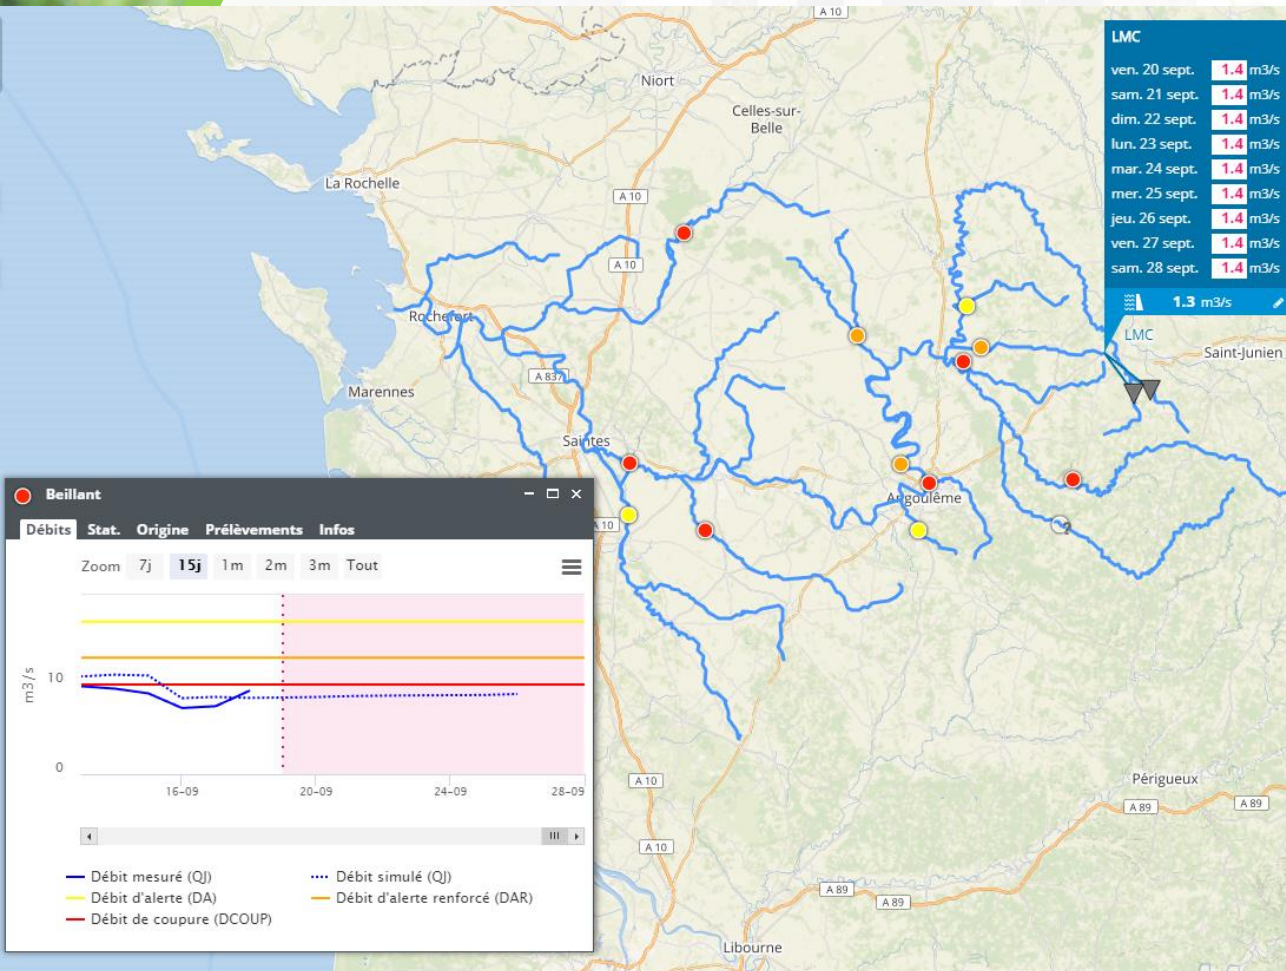 A 10
LMC
ven. 20 sept. 1.4 m3/s
sam. 21 sept. 1.4 m3/s
dim. 22 sept. 1.4 m3/s
lun. 23 sept. 1.4 m3/s
mar. 24 sept. 1.4 m3/s
mer. 25 sept. 1.4 m3/s
jeu. 26 sept. 1.4 m3/s
ven. 27 sept. 1.4 m3/s
sam. 28 sept. 1.4 m3/s
1.3 m3/s
LMC
Niort
Celles-sur-
Belle
La Rochelle
A 10
A 10
Rochefort
Saint-Junien
A 837
Marennes
Saintes
Angoulême
A 10
?
Beillant
Débits Stat. Origine Prélèvements Infos
Zoom 7j 15j 1m 2m 3m Tout
m3/s
10
0
16-09 20-09 24-09 28-09
Débit mesuré (QJ) Débit simulé (QJ)
Débit d'alerte (DA) Débit d'alerte renforcé (DAR)
Débit de coupure (DCOUP)
A 10
Périgueux
A 89
A 89
A 10
A 89
A 89
Libourne